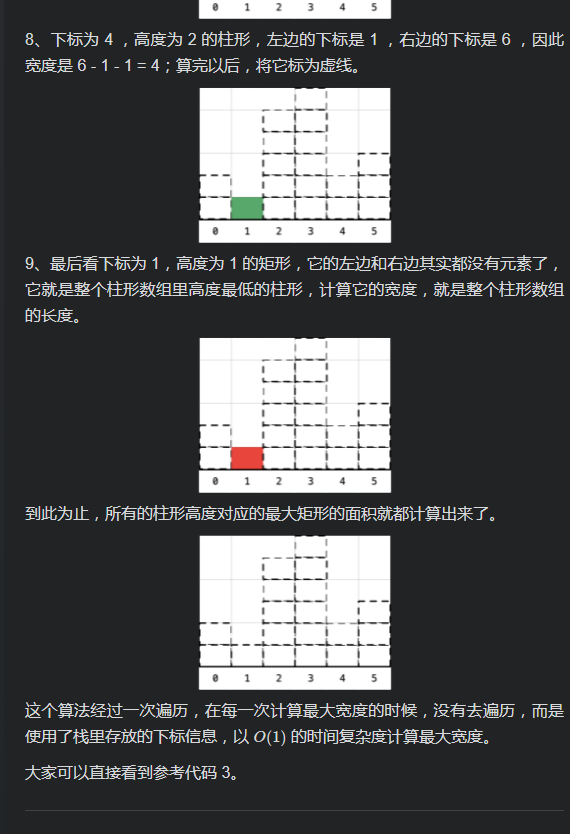 0 1 2 3 4 5
8、下标为 4 ，高度为 2 的柱形，左边的下标是 1 ，右边的下标是 6 ，因此
宽度是 6 - 1 - 1 = 4；算完以后，将它标为虚线。
0 1 2 3 4 5
9、最后看下标为 1，高度为 1 的矩形，它的左边和右边其实都没有元素了，
它就是整个柱形数组里高度最低的柱形，计算它的宽度，就是整个柱形数组
的长度。
0 1 2 3 4 5
到此为止，所有的柱形高度对应的最大矩形的面积就都计算出来了。
0 1 2 3 4 5
这个算法经过一次遍历，在每一次计算最大宽度的时候，没有去遍历，而是
使用了栈里存放的下标信息，以 O(1) 的时间复杂度计算最大宽度。
大家可以直接看到参考代码 3。